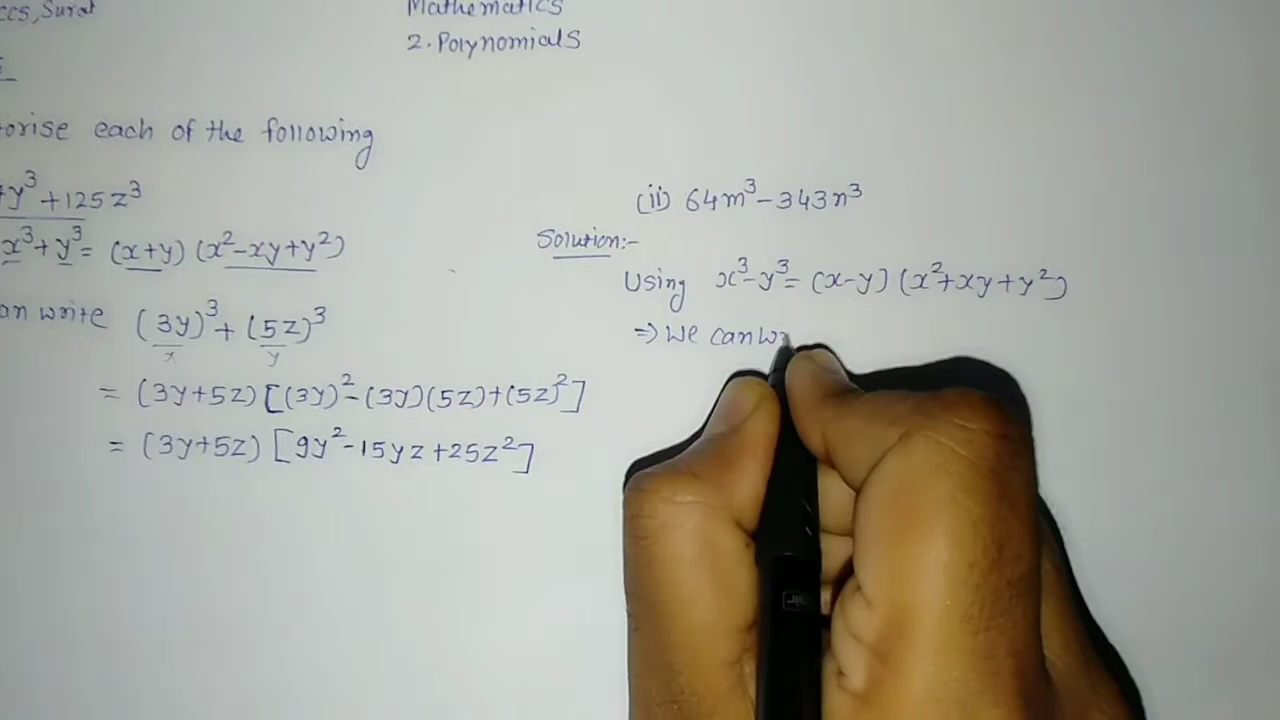 ccs, Surat
Mathematics
2. Polynomials
orise each of the following
+y³ + 125z³
x³ + y³ = (x+y) (x² - xy + y²)
an write (3y)³ + (5z)³
x y
= (3y+5z) [(3y)² - (3y)(5z) + (5z)²]
= (3y+5z) [9y² - 15yz + 25z²]
(ii) 64m³ - 343n³
Solution:-
Using x³ - y³ = (x-y) (x² + xy + y²)
⇒ We can w